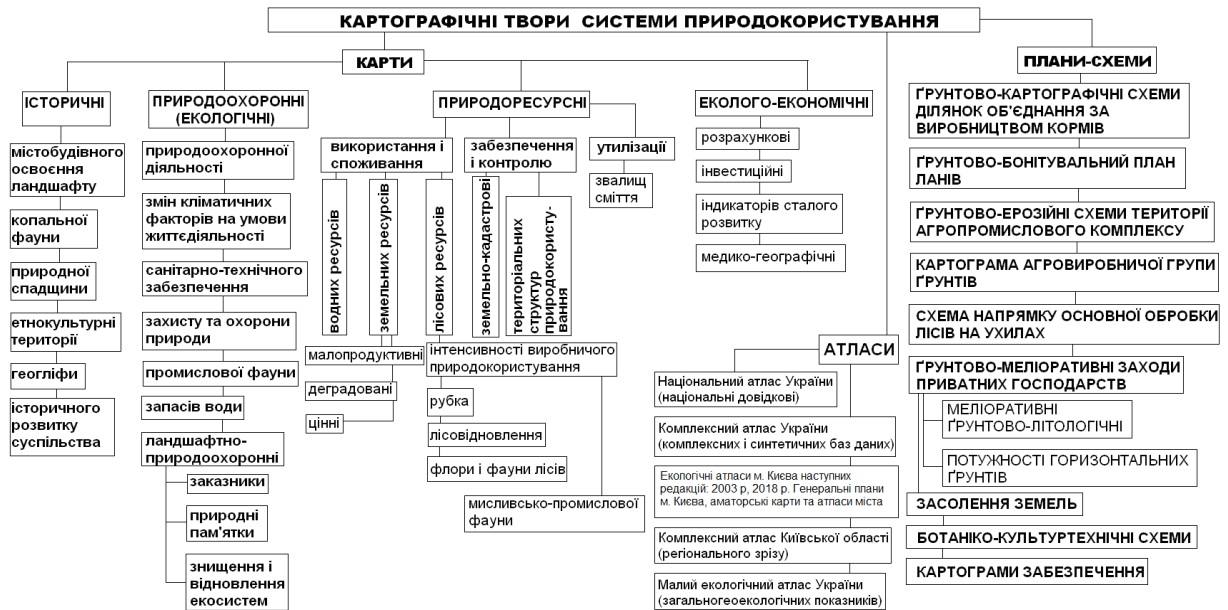 КАРТОГРАФІЧНІ ТВОРИ СИСТЕМИ ПРИРОДОКОРИСТУВАННЯ
КАРТИ
ІСТОРИЧНІ
містобудівного
освоєння
ландшафту
копальної
фауни
природної
спадщини
етнокультурні
території
геогліфи
історичного
розвитку
суспільства
ПРИРОДООХОРОННІ
(ЕКОЛОГІЧНІ)
природоохоронної
діяльності
змін кліматичних
факторів на умови
життєдіяльності
санітарно-технічного
забезпечення
захисту та охорони
природи
промислової фауни
запасів води
ландшафтно-
природоохоронні
заказники
природні
пам'ятки
знищення і
відновлення
екосистем
ПРИРОДОРЕСУРСНІ
використання і
споживання
водних ресурсів
земельних ресурсів
малопродуктивні
деградовані
цінні
лісових ресурсів
інтенсивності виробничого
природокористування
рубка
лісовідновлення
флори і фауни лісів
мисливсько-промислової
фауни
забезпечення
і контролю
земельно-кадастрові
територіальних
структур
природокористу-
вання
утилізації
звалищ
сміття
ЕКОЛОГО-ЕКОНОМІЧНІ
розрахункові
інвестиційні
індикаторів сталого
розвитку
медико-географічні
АТЛАСИ
Національний атлас України
(національні довідкові)
Комплексний атлас України
(комплексних і синтетичних баз даних)
Екологічні атласи м. Києва наступних
редакцій: 2003 р, 2018 р. Генеральні плани
м. Києва, аматорські карти та атласи міста
Комплексний атлас Київської області
(регіонального зрізу)
Малий екологічний атлас України
(загальногеоекологічних показників)
ПЛАНИ-СХЕМИ
ҐРУНТОВО-КАРТОГРАФІЧНІ СХЕМИ
ДІЛЯНОК ОБ'ЄДНАННЯ ЗА
ВИРОБНИЦТВОМ КОРМІВ
ҐРУНТОВО-БОНІТУВАЛЬНИЙ ПЛАН
ЛАНІВ
ҐРУНТОВО-ЕРОЗІЙНІ СХЕМИ ТЕРИТОРІЇ
АГРОПРОМИСЛОВОГО КОМПЛЕКСУ
КАРТОГРАМА АГРОВИРОБНИЧОЇ ГРУПИ
ҐРУНТІВ
СХЕМА НАПРЯМКУ ОСНОВНОЇ ОБРОБКИ
ЛІСІВ НА УХИЛАХ
ҐРУНТОВО-МЕЛІОРАТИВНІ ЗАХОДИ
ПРИВАТНИХ ГОСПОДАРСТВ
МЕЛІОРАТИВНІ
ҐРУНТОВО-ЛІТОЛОГІЧНІ
ПОТУЖНОСТІ ГОРИЗОНТАЛЬНИХ
ҐРУНТІВ
ЗАСОЛЕННЯ ЗЕМЕЛЬ
БОТАНІКО-КУЛЬТУРТЕХНІЧНІ СХЕМИ
КАРТОГРАМИ ЗАБЕЗПЕЧЕННЯ